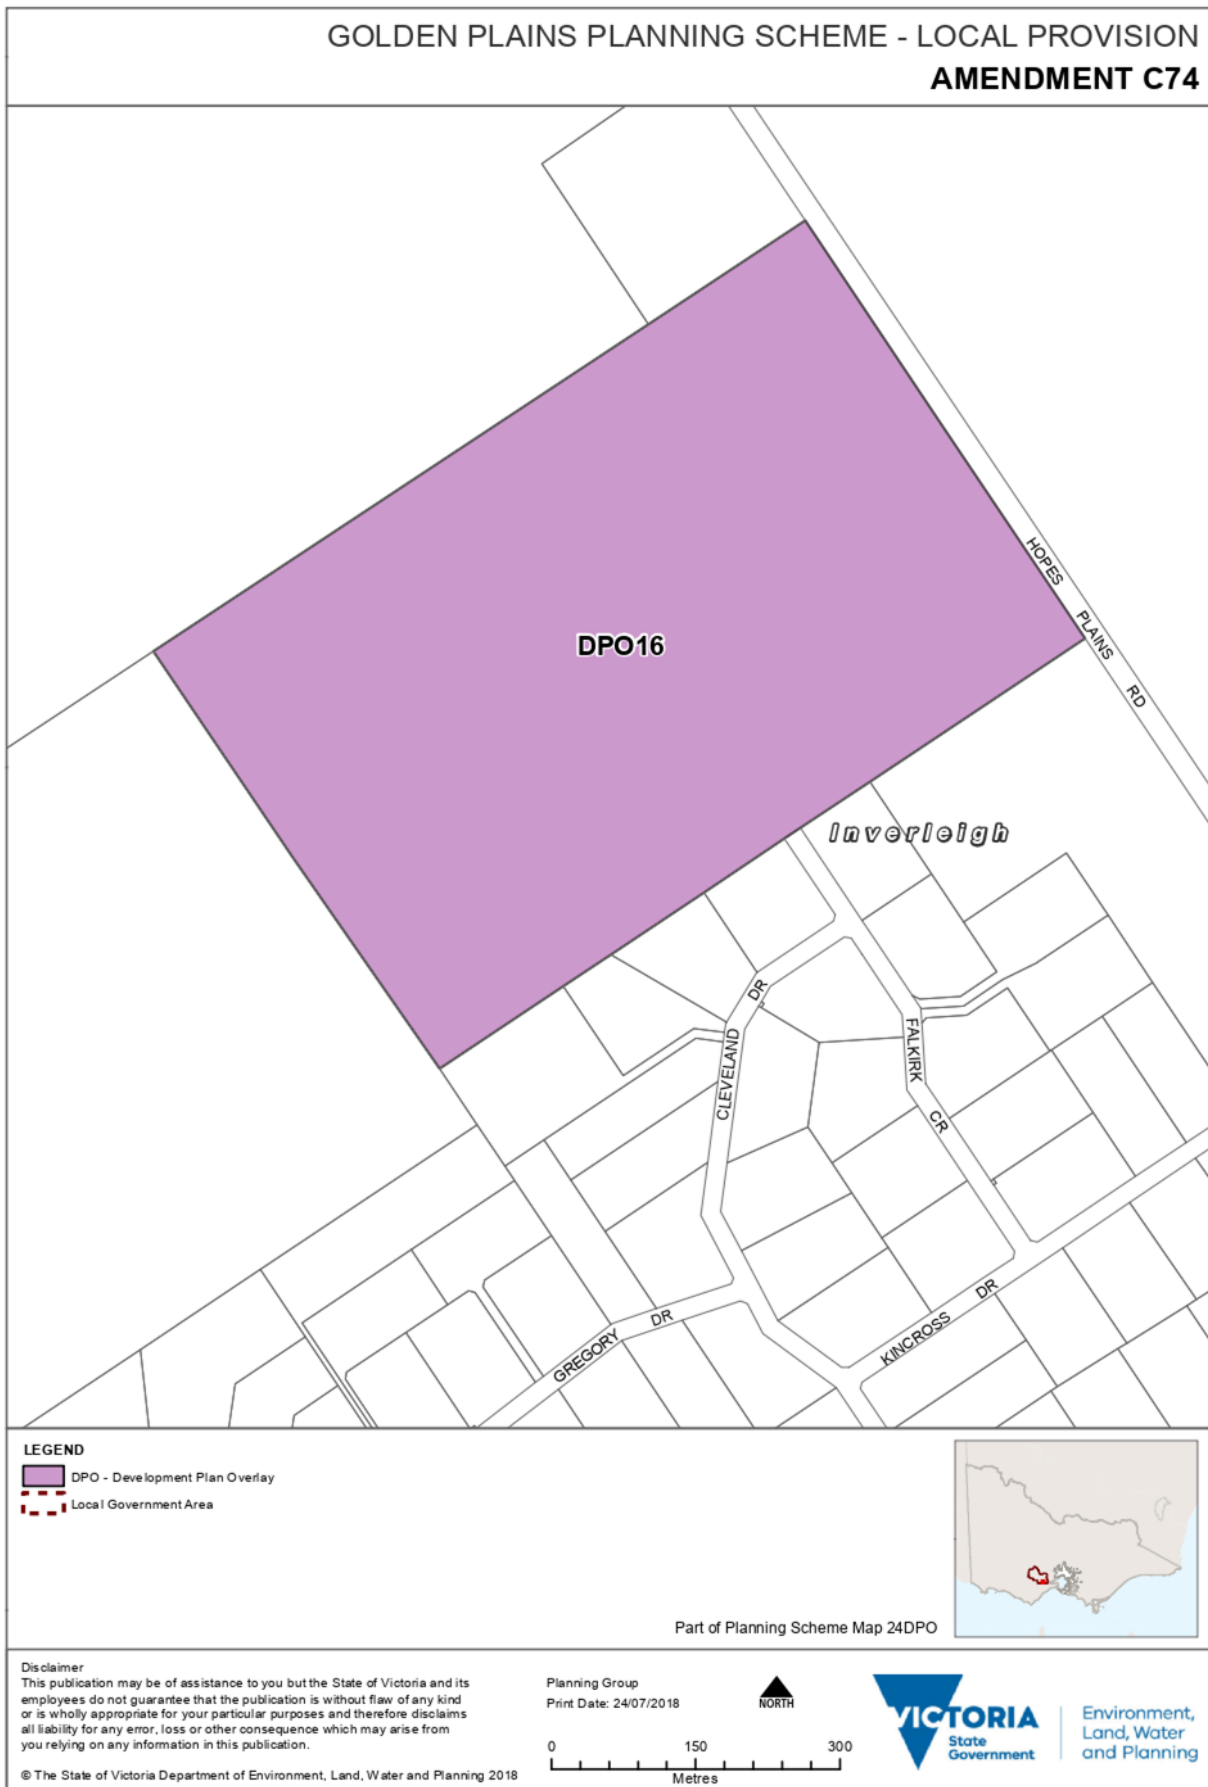 GOLDEN PLAINS PLANNING SCHEME - LOCAL PROVISION
AMENDMENT C74
HOPES PLAINS RD
DPO16
Inverleigh
CLEVELAND DR
FALKIRK CR
GREGORY DR
KINCROSS DR
LEGEND
DPO - Development Plan Overlay
Local Government Area
Part of Planning Scheme Map 24DPO
Disclaimer
This publication may be of assistance to you but the State of Victoria and its
employees do not guarantee that the publication is without flaw of any kind
or is wholly appropriate for your particular purposes and therefore disclaims
all liability for any error, loss or other consequence which may arise from
you relying on any information in this publication.
© The State of Victoria Department of Environment, Land, Water and Planning 2018
Planning Group
Print Date: 24/07/2018
NORTH
0 150 300
Metres
VICTORIA
State
Government
Environment,
Land, Water
and Planning